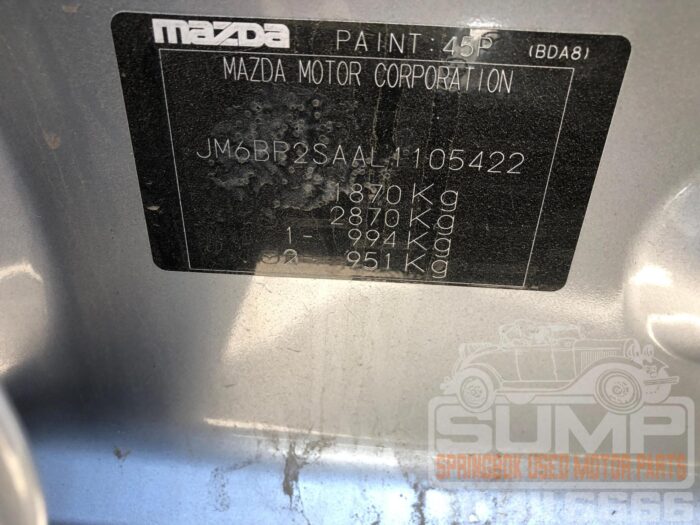 mazda PAINT: 45P (BDA8)
MAZDA MOTOR CORPORATION
JM6BP2SAAL1105422
1870Kg
2870Kg
1- 994Kg
951Kg
SUMP
SPRINGBOK USED MOTOR PARTS